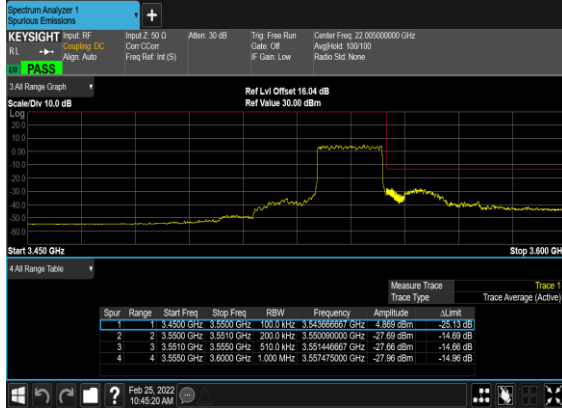 Spectrum Analyzer 1
Spurious Emissions
+
KEYSIGHT Input: RF Input Z: 50 Ω Atten: 30 dB Trig: Free Run Center Freq: 22.005000000 GHz
RL Coupling: DC Corr CCorr Gate: Off Avg|Hold: 100/100
Align: Auto Freq Ref: Int (S) IF Gain: Low Radio Std: None
PASS
3 All Range Graph
Ref Lvl Offset 16.04 dB
Scale/Div 10.0 dB Ref Value 30.00 dBm
Log
20.0
10.0
0.00
-10.0
-20.0
-30.0
-40.0
-50.0
-60.0
Start 3.450 GHz Stop 3.600 GH
4 All Range Table
Measure Trace Trace 1
Trace Type Trace Average (Active)
Spur Range Start Freq Stop Freq RBW Frequency Amplitude ΔLimit
1 1 3.4500 GHz 3.5500 GHz 100.0 kHz 3.543666667 GHz 4.869 dBm -25.13 dB
2 2 3.5500 GHz 3.5510 GHz 200.0 kHz 3.550090000 GHz -27.69 dBm -14.69 dB
3 3 3.5510 GHz 3.5550 GHz 510.0 kHz 3.551446667 GHz -27.66 dBm -14.66 dB
4 4 3.5550 GHz 3.6000 GHz 1.000 MHz 3.557475000 GHz -27.96 dBm -14.96 dB
? Feb 25, 2022
10:45:20 AM